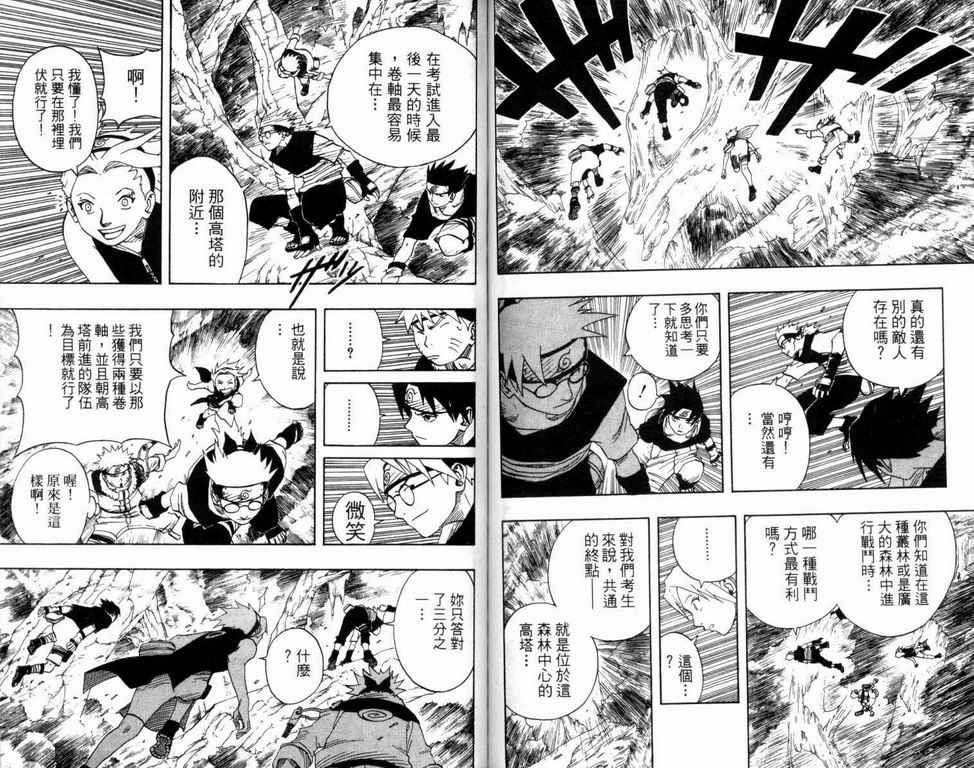 真的還有
別的敵人
存在嗎?
哼哼!
當然還有
…
你們只要
多思考一
下就知道
了…
!
你們知道在這
種叢林或是廣
大的森林中進
行戰鬥時…
哪一種戰鬥
方式最有利
嗎?
………
這個…
?
對我們考生
來說,共通
的終點──
就是位於這
森林中心的
高塔…
在考試進入最
後一天的時候
,卷軸最容易
集中在…
那個高塔的
附近…
啊!
我懂了!我們
只要在那裡埋
伏就行了!
………?
………
微笑
也就是說
…
我們只要以那
些獲得兩種卷
軸,並且朝高
塔前進的隊伍
為目標就行了
!
喔!
原來是這
樣啊!
妳只答對
了三分之
一…
什麼
?